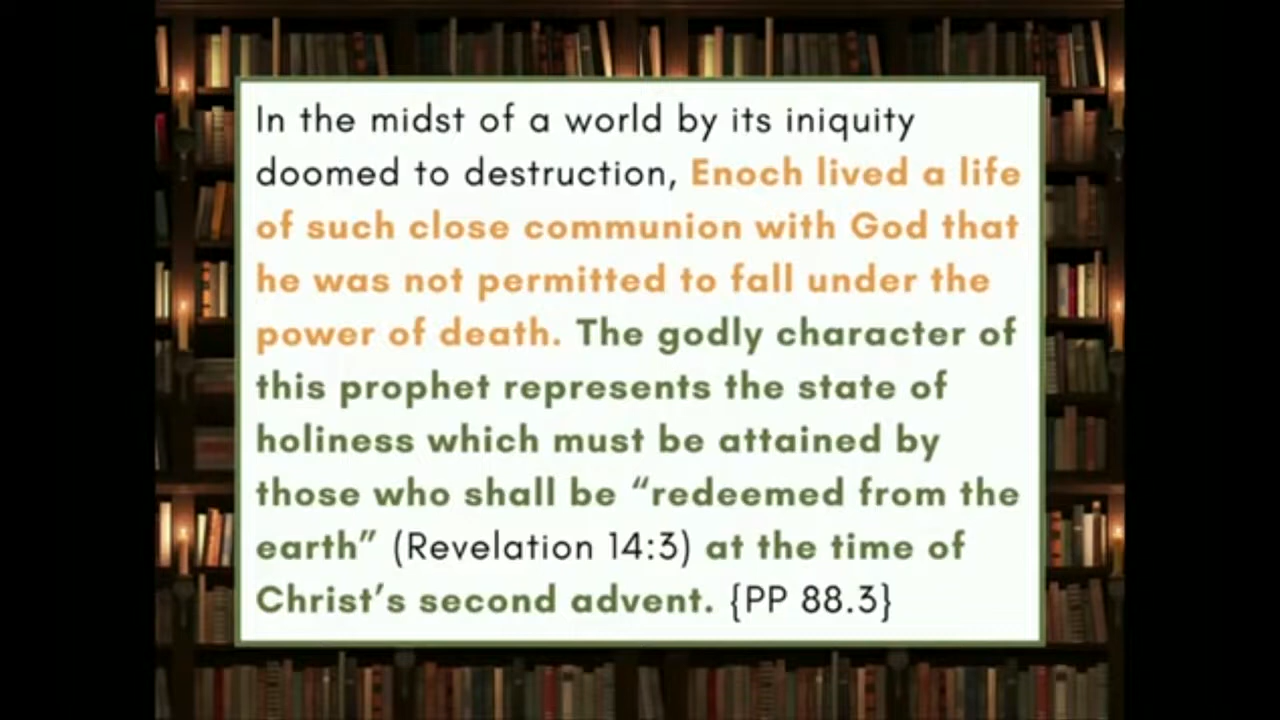 In the midst of a world by its iniquity
doomed to destruction, Enoch lived a life
of such close communion with God that
he was not permitted to fall under the
power of death. The godly character of
this prophet represents the state of
holiness which must be attained by
those who shall be “redeemed from the
earth” (Revelation 14:3) at the time of
Christ’s second advent. {PP 88.3}